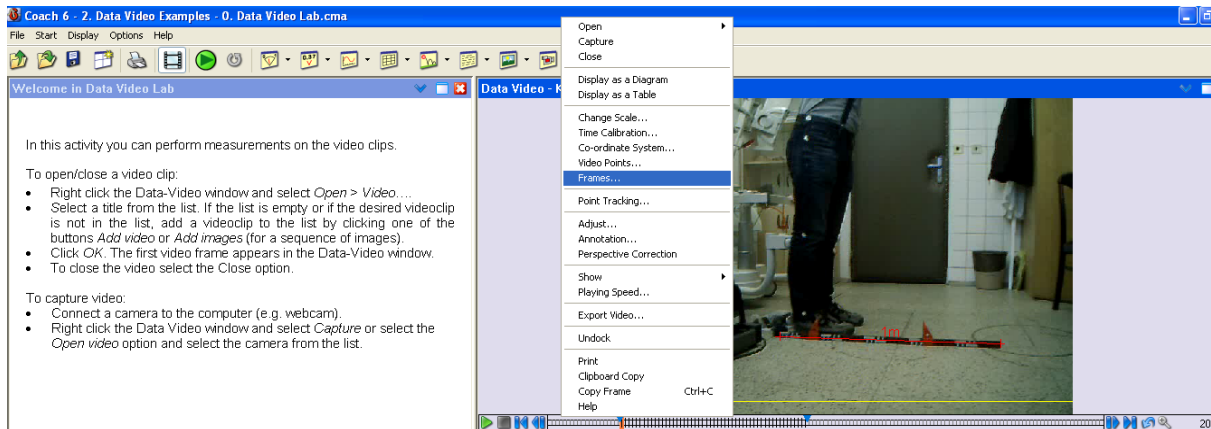 Coach 6 - 2. Data Video Examples - 0. Data Video Lab.cma
File Start Display Options Help
Welcome in Data Video Lab
In this activity you can perform measurements on the video clips.
To open/close a video clip:
• Right click the Data-Video window and select Open > Video....
• Select a title from the list. If the list is empty or if the desired videoclip
is not in the list, add a videoclip to the list by clicking one of the
buttons Add video or Add images (for a sequence of images).
• Click OK. The first video frame appears in the Data-Video window.
• To close the video select the Close option.
To capture video:
• Connect a camera to the computer (e.g. webcam).
• Right click the Data Video window and select Capture or select the
Open video option and select the camera from the list.
Data Video - K
Open
Capture
Close
Display as a Diagram
Display as a Table
Change Scale...
Time Calibration...
Co-ordinate System...
Video Points...
Frames...
Point Tracking...
Adjust...
Annotation...
Perspective Correction
Show
Playing Speed...
Export Video...
Undock
Print
Clipboard Copy
Copy Frame Ctrl+C
Help
1m
20